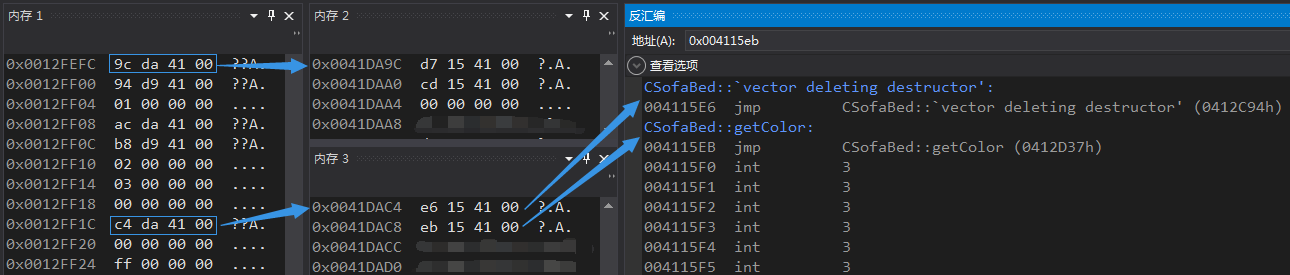 内存 1
0x0012FEFC 9c da 41 00 ??A.
0x0012FF00 94 d9 41 00 ??A.
0x0012FF04 01 00 00 00 ....
0x0012FF08 ac da 41 00 ??A.
0x0012FF0C b8 d9 41 00 ??A.
0x0012FF10 02 00 00 00 ....
0x0012FF14 03 00 00 00 ....
0x0012FF18 00 00 00 00 ....
0x0012FF1C c4 da 41 00 ??A.
0x0012FF20 00 00 00 00 ....
0x0012FF24 ff 00 00 00 ....
内存 2
0x0041DA9C d7 15 41 00 ?.A.
0x0041DAA0 cd 15 41 00 ?.A.
0x0041DAA4 00 00 00 00 ....
0x0041DAA8
内存 3
0x0041DAC4 e6 15 41 00 ?.A.
0x0041DAC8 eb 15 41 00 ?.A.
0x0041DACC
0x0041DAD0
反汇编
地址(A): 0x004115eb
查看选项
CSofaBed::`vector deleting destructor':
004115E6 jmp CSofaBed::`vector deleting destructor' (0412C94h)
CSofaBed::getColor:
004115EB jmp CSofaBed::getColor (0412D37h)
004115F0 int 3
004115F1 int 3
004115F2 int 3
004115F3 int 3
004115F4 int 3
004115F5 int 3